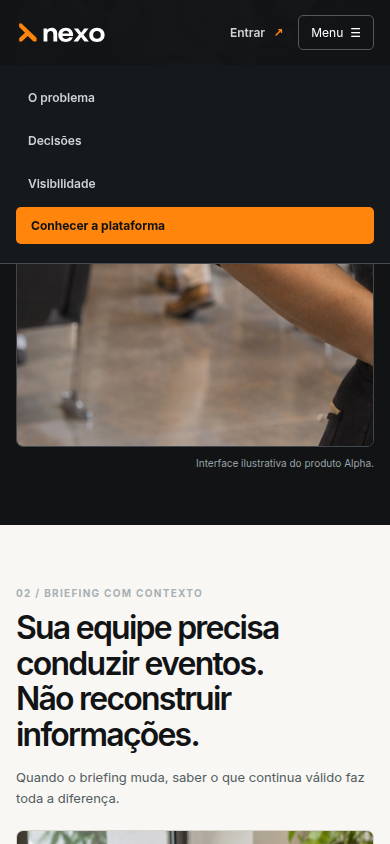 nexo
Entrar ↗
Menu ☰
O problema
Decisões
Visibilidade
Conhecer a plataforma
Interface ilustrativa do produto Alpha.
02 / BRIEFING COM CONTEXTO
Sua equipe precisa
conduzir eventos.
Não reconstruir
informações.
Quando o briefing muda, saber o que continua válido faz
toda a diferença.